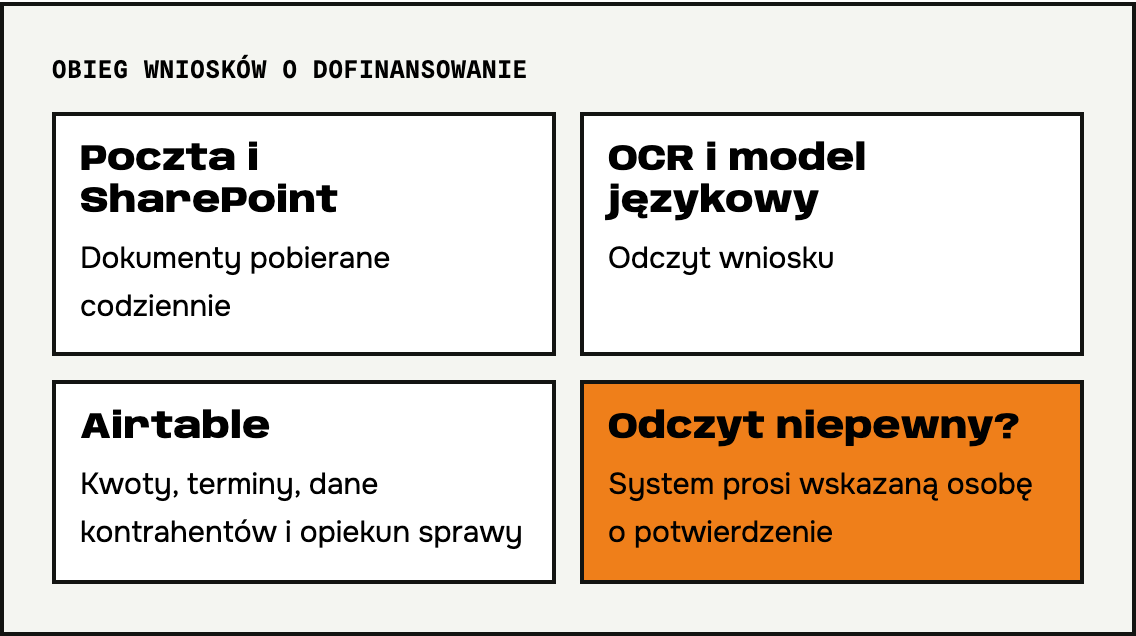 OBIEG WNIOSKÓW O DOFINANSOWANIE
Poczta i
SharePoint
Dokumenty pobierane
codziennie
OCR i model
językowy
Odczyt wniosku
Airtable
Kwoty, terminy, dane
kontrahentów i opiekun sprawy
Odczyt niepewny?
System prosi wskazaną osobę
o potwierdzenie